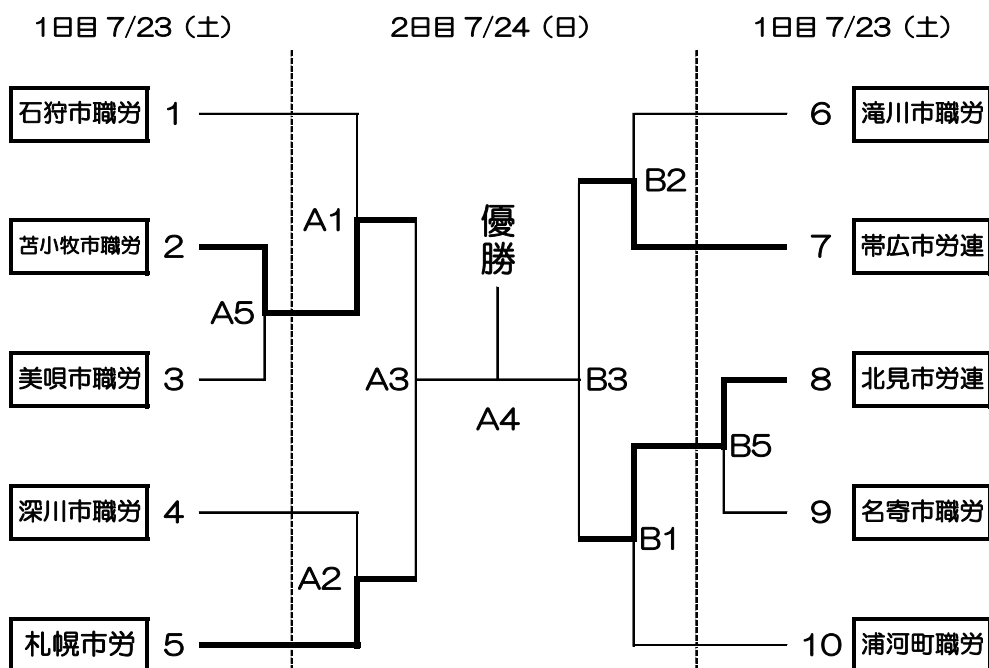 1日目 7/23（土）
2日目 7/24（日）
1日目 7/23（土）
石狩市職労 1
6 滝川市職労
B2
A1
優勝
苫小牧市職労 2
7 帯広市労連
A5
美唄市職労 3
A3
B3
8 北見市労連
A4
B5
深川市職労 4
9 名寄市職労
B1
A2
札幌市労 5
10 浦河町職労